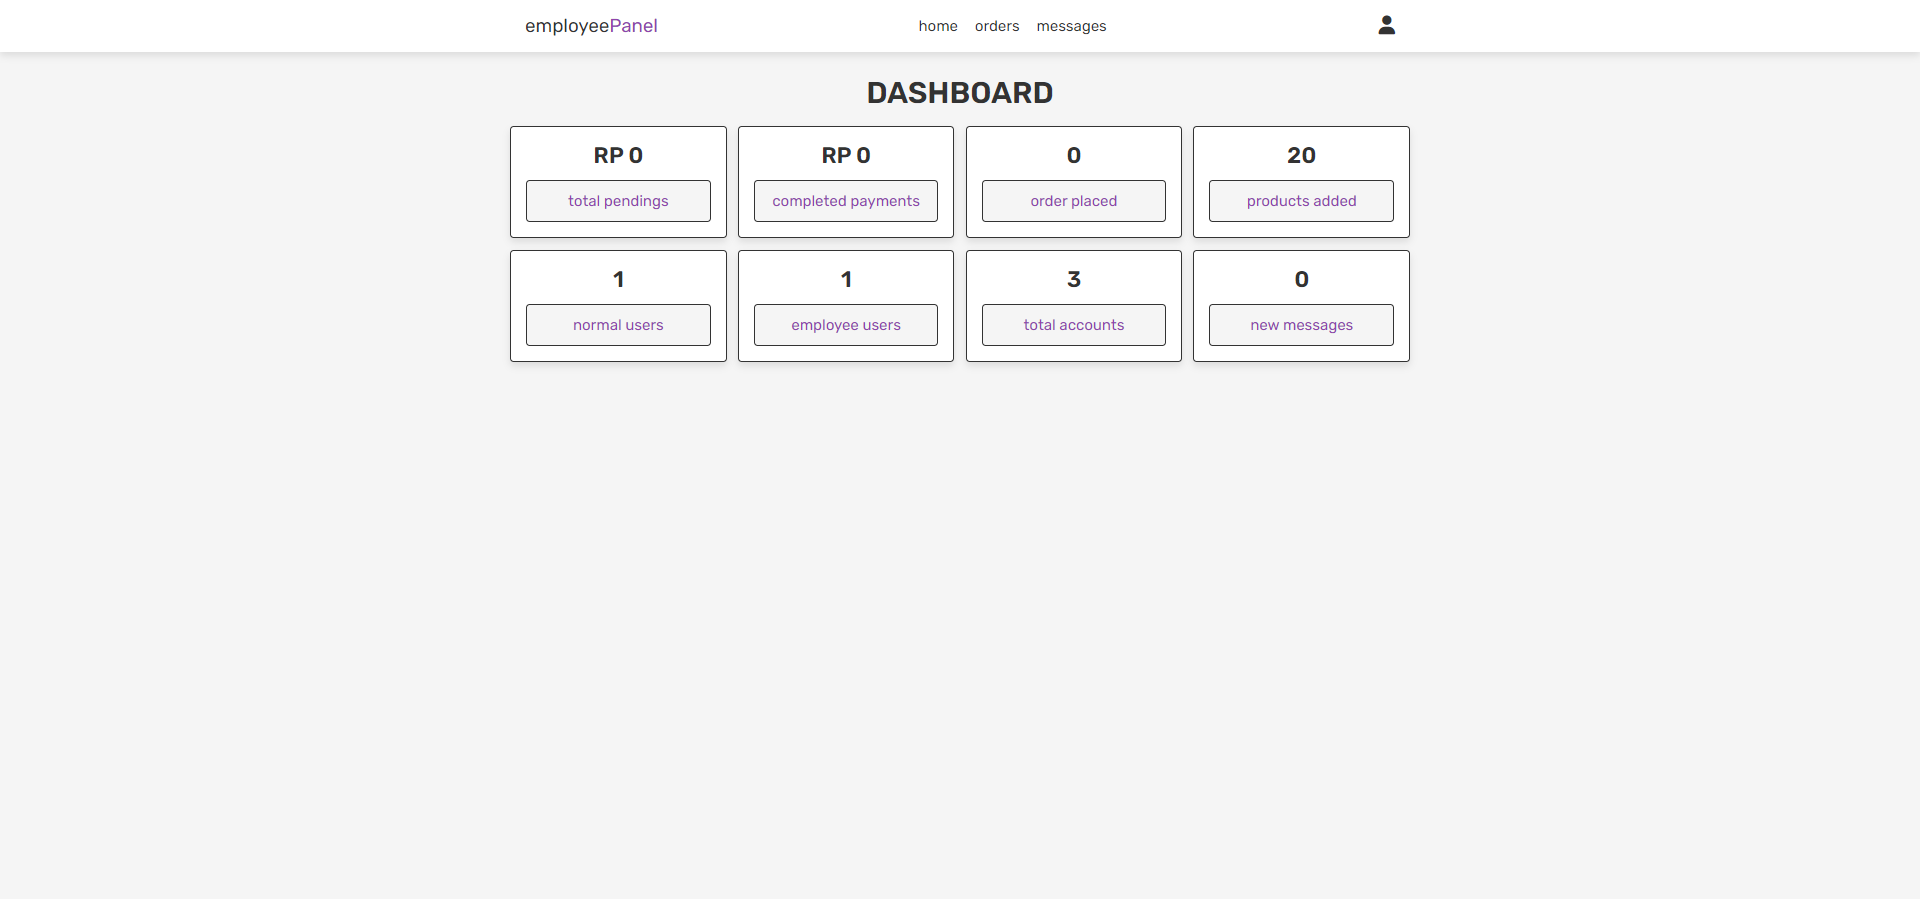 employeePanel
home orders messages
DASHBOARD
RP 0
total pendings
RP 0
completed payments
0
order placed
20
products added
1
normal users
1
employee users
3
total accounts
0
new messages